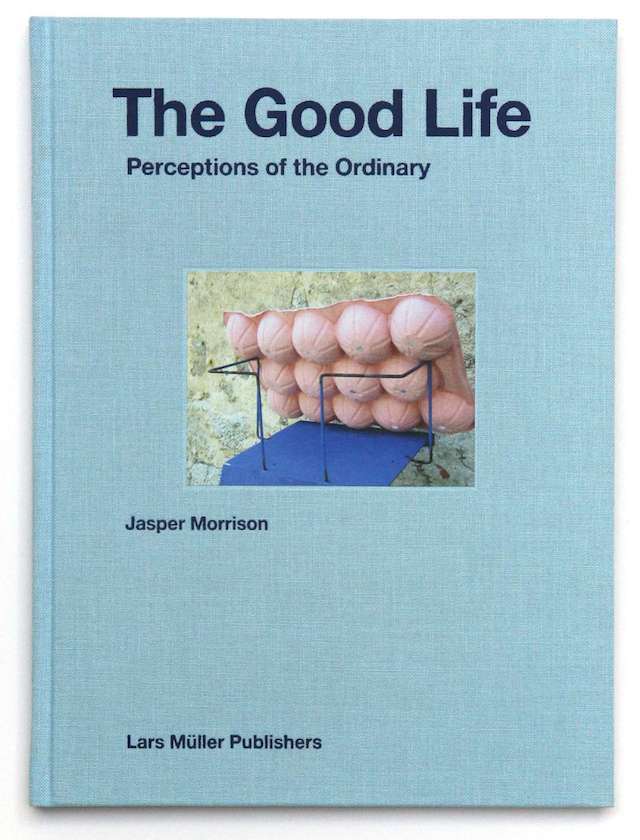 The Good Life
Perceptions of the Ordinary
Jasper Morrison
Lars Müller Publishers